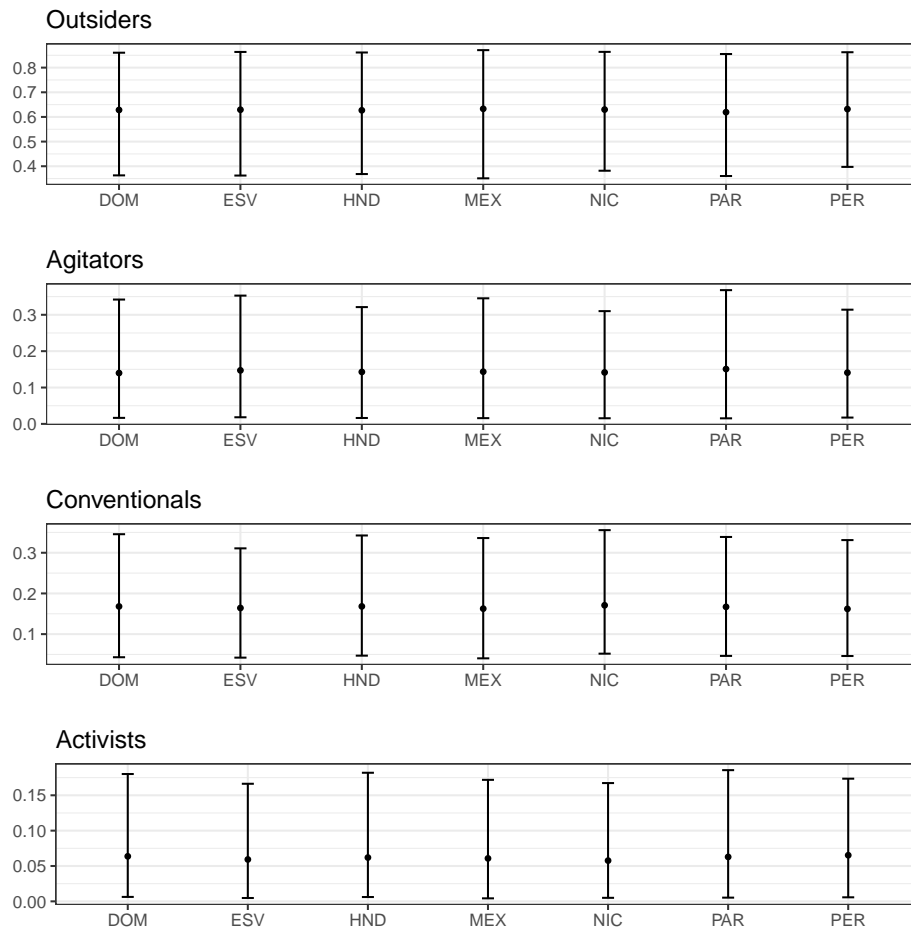 Outsiders
0.8
0.7
0.6
0.5
0.4
DOM ESV HND MEX NIC PAR PER
Agitators
0.3
0.2
0.1
0.0
DOM ESV HND MEX NIC PAR PER
Conventionals
0.3
0.2
0.1
DOM ESV HND MEX NIC PAR PER
Activists
0.15
0.10
0.05
0.00
DOM ESV HND MEX NIC PAR PER